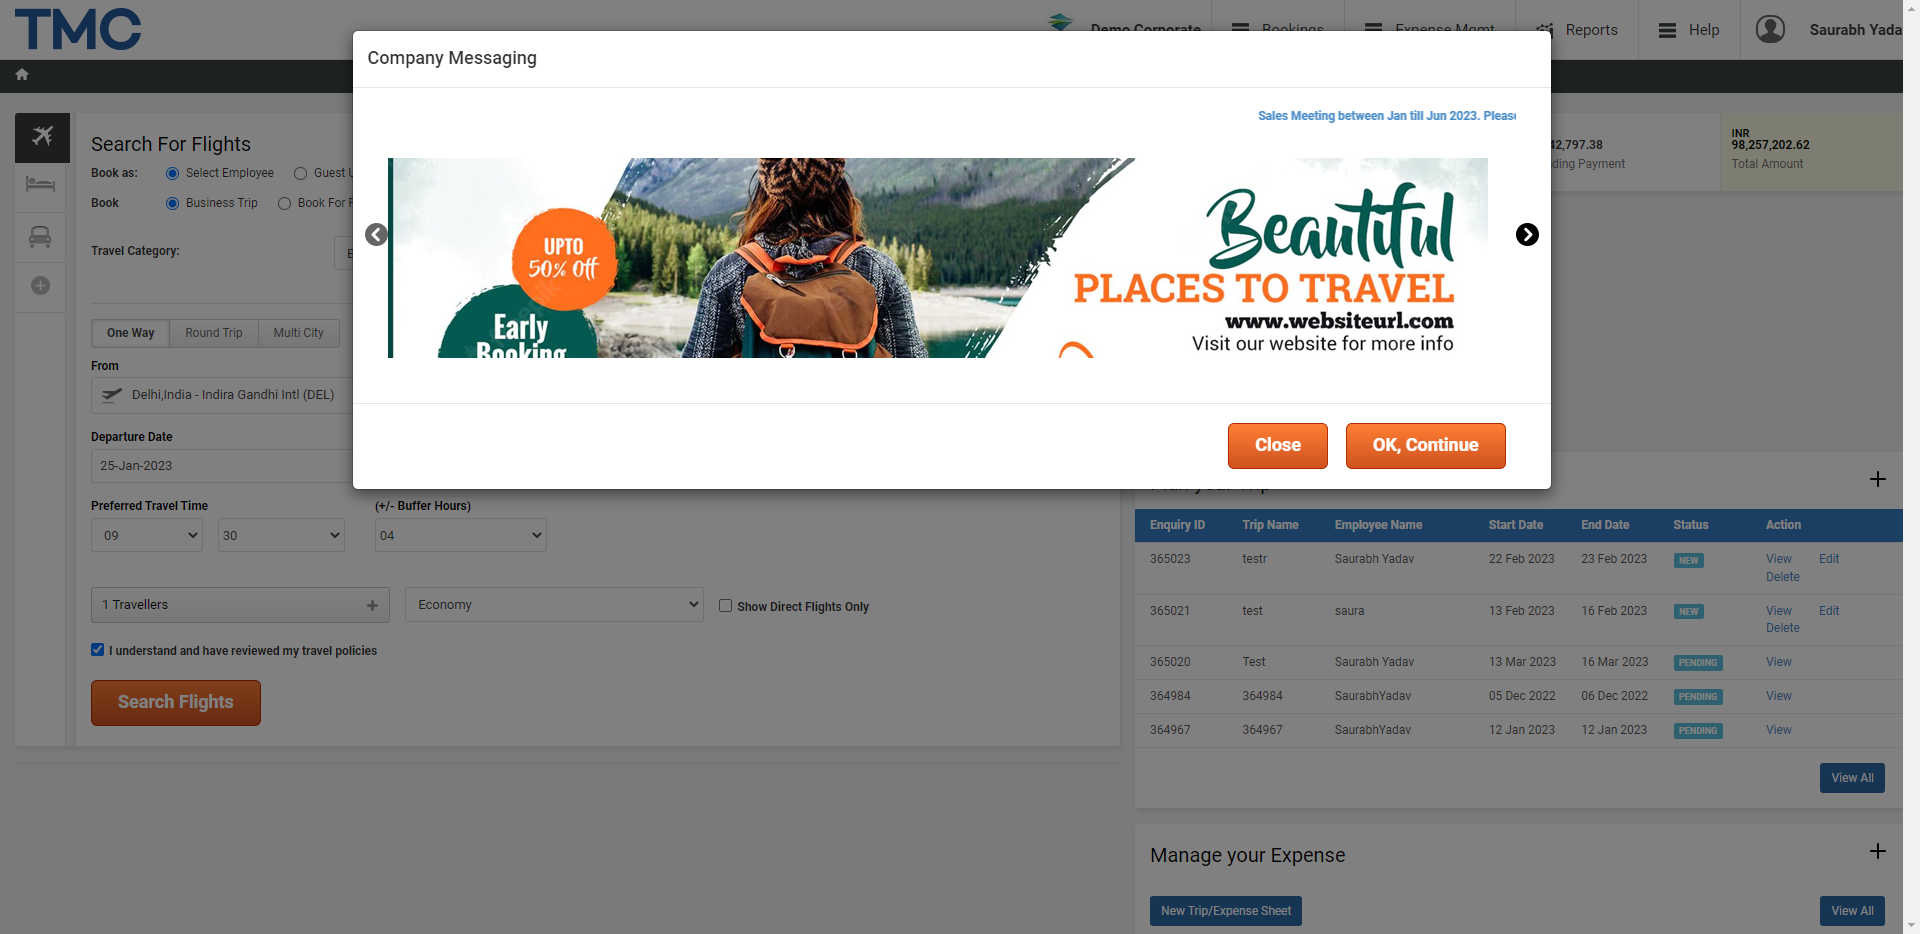 TMC
Demo Corporate
Bookings
Expense Mgmt
Reports
Help
Saurabh Yada
Company Messaging
Sales Meeting between Jan till Jun 2023. Please
UPTO
50% Off
Early
Booking
Beautiful
PLACES TO TRAVEL
www.websiteurl.com
Visit our website for more info
Close
OK, Continue
Search For Flights
Book as:
Select Employee
Guest
Book
Business Trip
Book For
Travel Category:
One Way
Round Trip
Multi City
From
Delhi,India - Indira Gandhi Intl (DEL)
Departure Date
25-Jan-2023
Preferred Travel Time
(+/- Buffer Hours)
09
30
04
1 Travellers
Economy
Show Direct Flights Only
I understand and have reviewed my travel policies
Search Flights
42,797.38
ding Payment
INR
98,257,202.62
Total Amount
Plan your Trip
Enquiry ID Trip Name Employee Name Start Date End Date Status Action
365023 testr Saurabh Yadav 22 Feb 2023 23 Feb 2023 NEW View Edit
Delete
365021 test saura 13 Feb 2023 16 Feb 2023 NEW View Edit
Delete
365020 Test Saurabh Yadav 13 Mar 2023 16 Mar 2023 PENDING View
364984 364984 SaurabhYadav 05 Dec 2022 06 Dec 2022 PENDING View
364967 364967 SaurabhYadav 12 Jan 2023 12 Jan 2023 PENDING View
View All
Manage your Expense
New Trip/Expense Sheet
View All